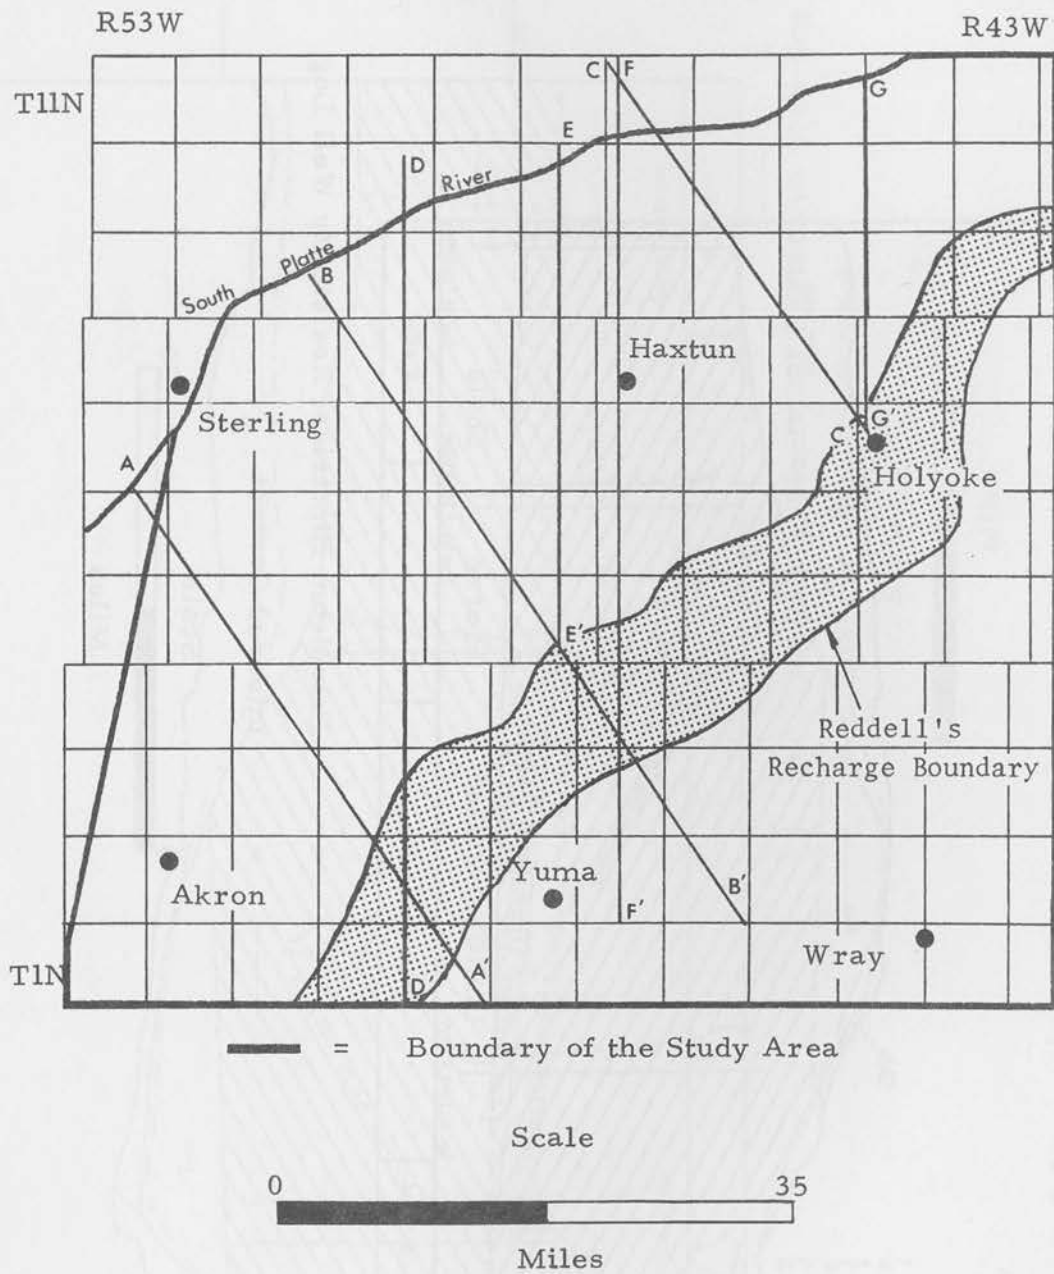 R53W
R43W
T11N
C
F
G
E
D
River
Platte
B
South
Haxtun
Sterling
G'
C'
A
Holyoke
E'
Reddell's
Recharge Boundary
Yuma
B'
Akron
F'
Wray
T1N
D'
A'
= Boundary of the Study Area
Scale
0 35
Miles